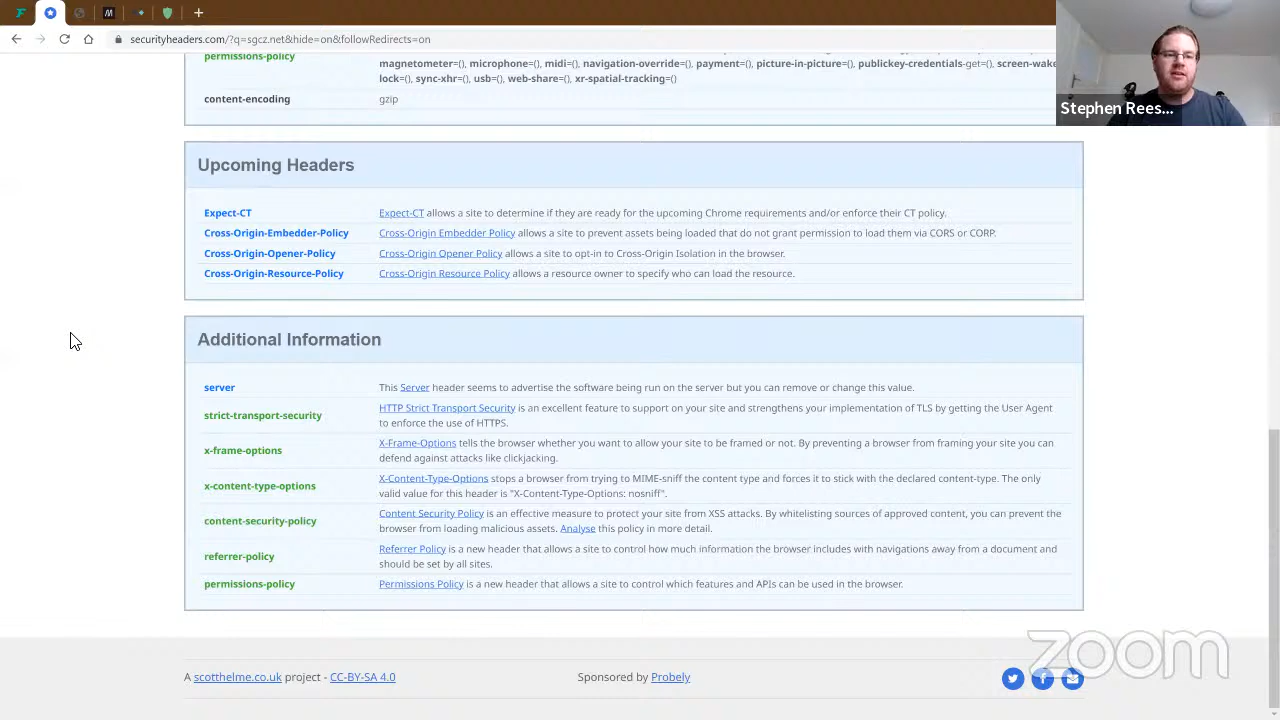 securityheaders.com/?q=sgcz.net&hide=on&followRedirects=on
permissions-policy
magnetometer=(), microphone=(), midi=(), navigation-override=(), payment=(), picture-in-picture=(), publickey-credentials-get=(), screen-wake
lock=(), sync-xhr=(), usb=(), web-share=(), xr-spatial-tracking=()
content-encoding gzip
Stephen Rees...
Upcoming Headers
Expect-CT Expect-CT allows a site to determine if they are ready for the upcoming Chrome requirements and/or enforce their CT policy.
Cross-Origin-Embedder-Policy Cross-Origin Embedder Policy allows a site to prevent assets being loaded that do not grant permission to load them via CORS or CORP.
Cross-Origin-Opener-Policy Cross-Origin Opener Policy allows a site to opt-in to Cross-Origin Isolation in the browser.
Cross-Origin-Resource-Policy Cross-Origin Resource Policy allows a resource owner to specify who can load the resource.
Additional Information
server This Server header seems to advertise the software being run on the server but you can remove or change this value.
strict-transport-security HTTP Strict Transport Security is an excellent feature to support on your site and strengthens your implementation of TLS by getting the User Agent
to enforce the use of HTTPS.
x-frame-options X-Frame-Options tells the browser whether you want to allow your site to be framed or not. By preventing a browser from framing your site you can
defend against attacks like clickjacking.
x-content-type-options X-Content-Type-Options stops a browser from trying to MIME-sniff the content type and forces it to stick with the declared content-type. The only
valid value for this header is "X-Content-Type-Options: nosniff".
content-security-policy Content Security Policy is an effective measure to protect your site from XSS attacks. By whitelisting sources of approved content, you can prevent the
browser from loading malicious assets. Analyse this policy in more detail.
referrer-policy Referrer Policy is a new header that allows a site to control how much information the browser includes with navigations away from a document and
should be set by all sites.
permissions-policy Permissions Policy is a new header that allows a site to control which features and APIs can be used in the browser.
zoom
A scotthelme.co.uk project - CC-BY-SA 4.0 Sponsored by Probely